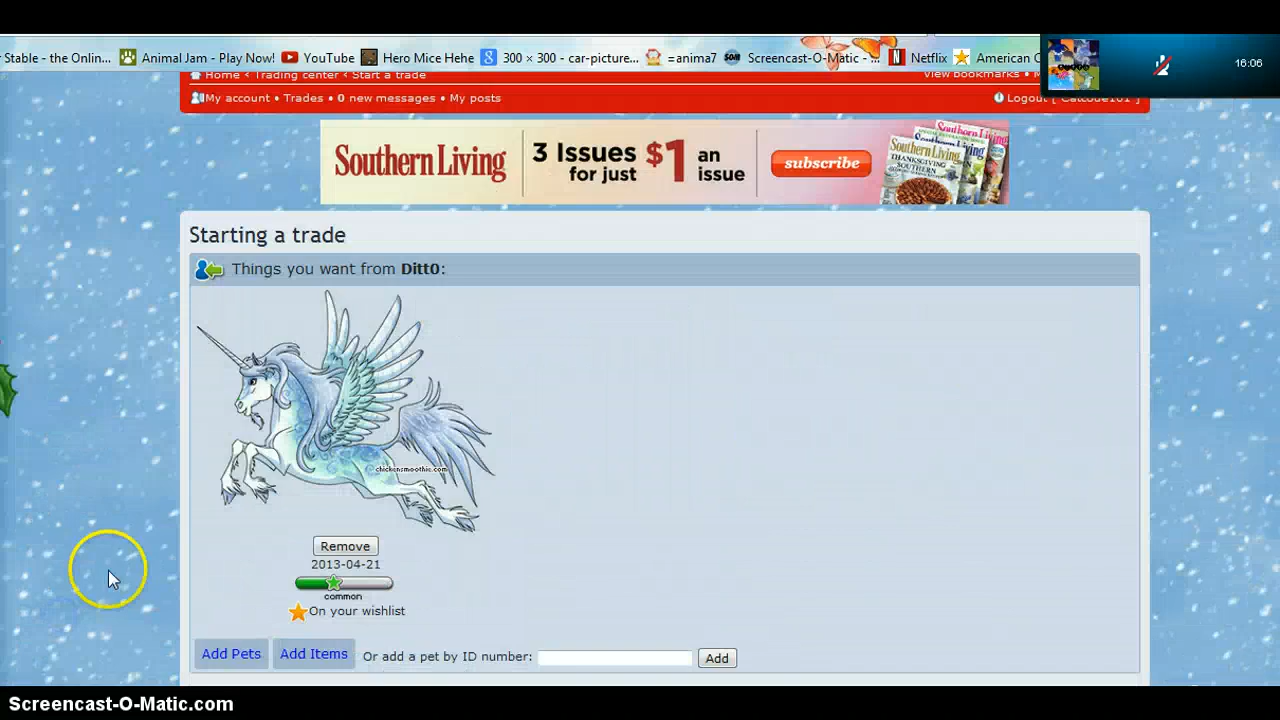 r Stable - the Onlin...
Animal Jam - Play Now!
YouTube
Hero Mice Hehe
300 × 300 - car-picture...
=anima7
SOM
Screencast-O-Matic - ...
Netflix
American C
16:06
Home < Trading center < Start a trade
View bookmarks • M
My account • Trades • 0 new messages • My posts
Logout [ Calcode101 ]
Southern Living
3 Issues
for just
$1
an
issue
subscribe
Southern Living
THANKSGIVING
SOUTHERN
Starting a trade
Things you want from Ditt0:
chickensmoothie.com
Remove
2013-04-21
common
On your wishlist
Add Pets
Add Items
Or add a pet by ID number:
Add
Screencast-O-Matic.com